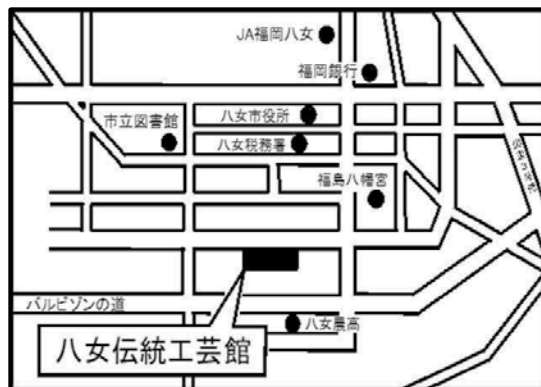 JA福岡八女
福岡銀行
八女市役所
市立図書館
八女税務署
福島八幡宮
バルビゾンの道
八女農高
八女伝統工芸館